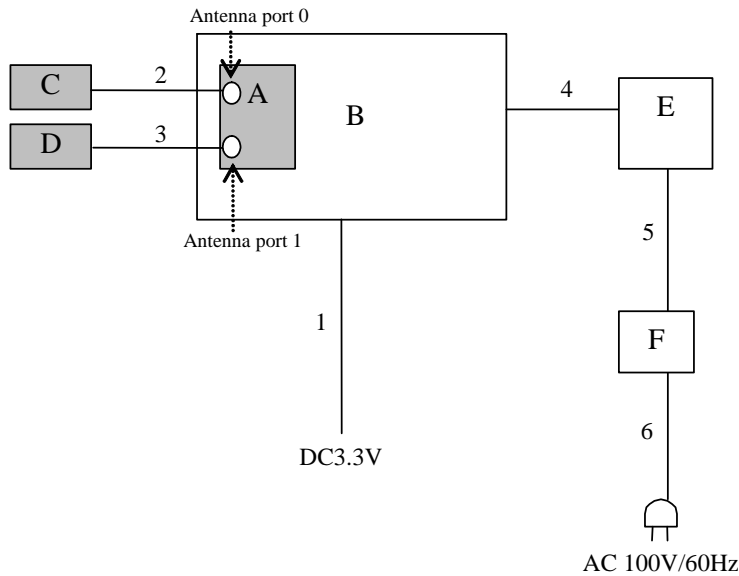 Antenna port 0
C
2
A
B
4
E
D
3
Antenna port 1
5
1
F
6
DC3.3V
AC 100V/60Hz